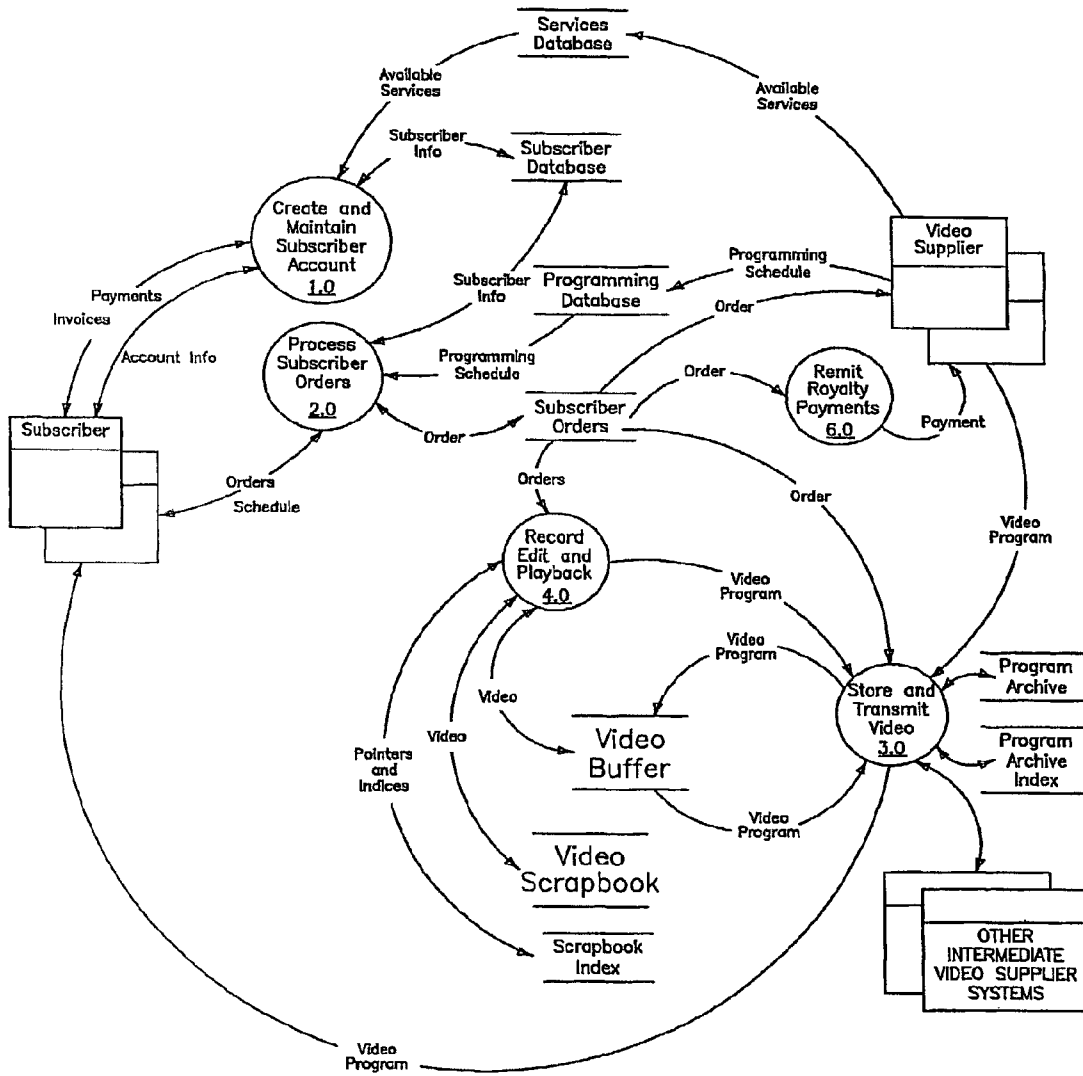 Services
Database
Available
Services
Available
Services
Subscriber
Info
Subscriber
Database
Create and
Maintain
Subscriber
Account
1.0
Video
Supplier
Programming
Schedule
Subscriber
Info
Programming
Database
Payments
Invoices
Order
Account Info
Process
Subscriber
Orders
2.0
Programming
Schedule
Order
Remit
Royalty
Payments
6.0
Payment
Subscriber
Subscriber
Orders
Order
Orders
Schedule
Orders
Order
Video
Program
Record
Edit and
Playback
4.0
Video
Program
Video
Program
Store and
Transmit
Video
3.0
Program
Archive
Program
Archive
Index
Video
Video
Pointers
and
Indices
Video
Buffer
Video
Program
Video
Scrapbook
Scrapbook
Index
OTHER
INTERMEDIATE
VIDEO SUPPLIER
SYSTEMS
Video
Program